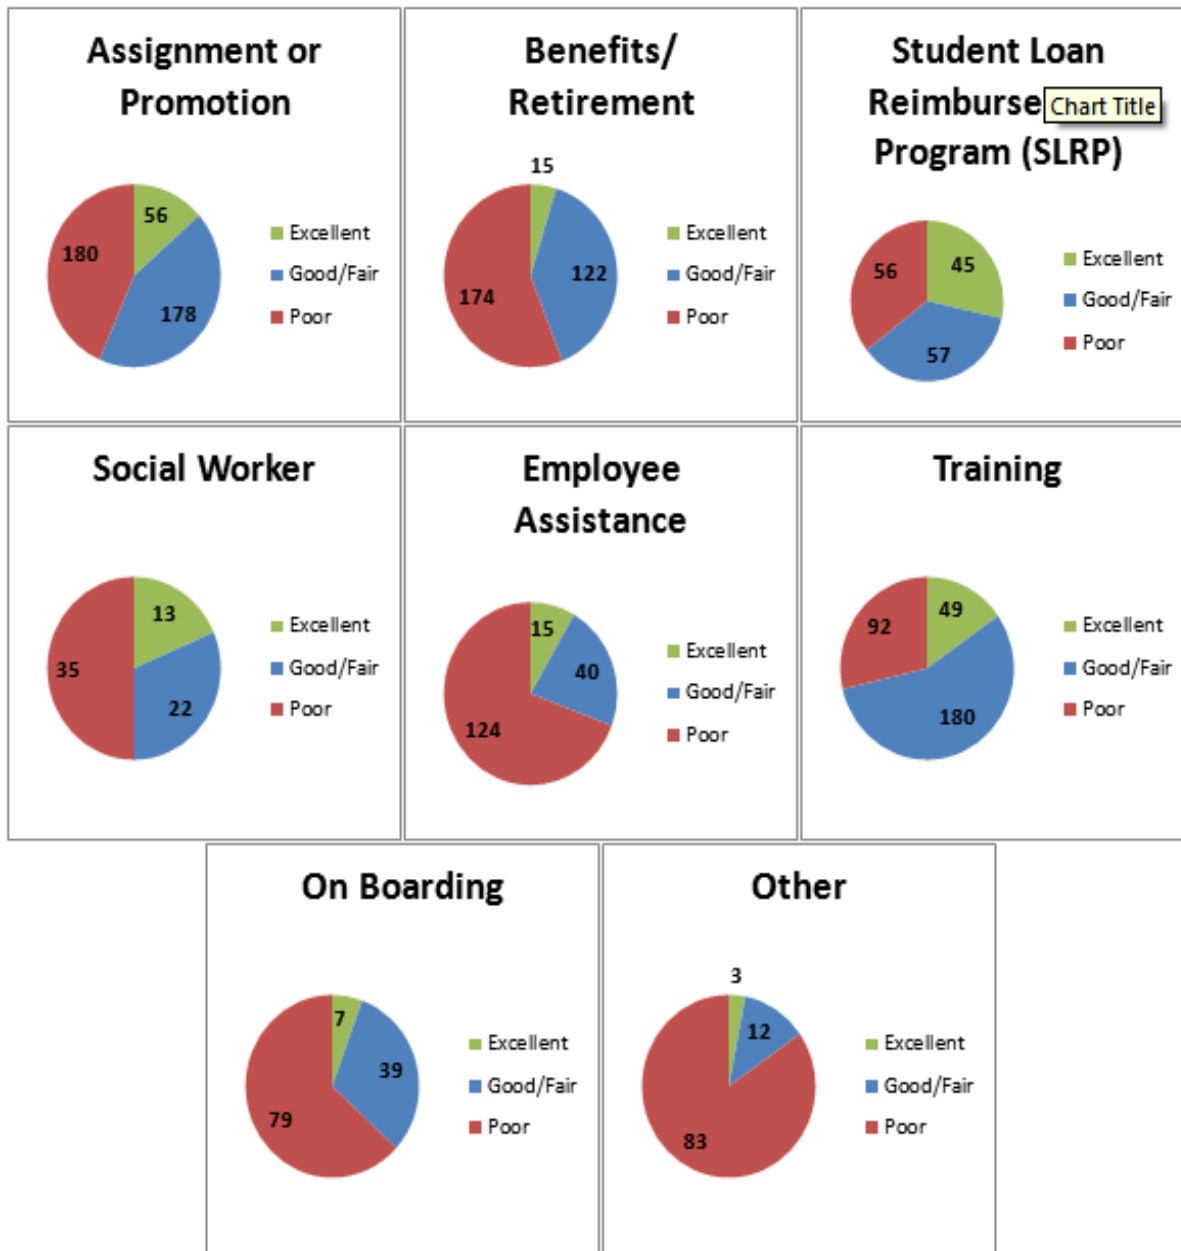 Assignment or
Promotion
56
180
178
Excellent
Good/Fair
Poor
Benefits/
Retirement
15
122
174
Excellent
Good/Fair
Poor
Student Loan
Reimburse
Chart Title
Program (SLRP)
45
56
57
Excellent
Good/Fair
Poor
Social Worker
13
35
22
Excellent
Good/Fair
Poor
Employee
Assistance
15
40
124
Excellent
Good/Fair
Poor
Training
49
92
180
Excellent
Good/Fair
Poor
On Boarding
7
39
79
Excellent
Good/Fair
Poor
Other
3
12
83
Excellent
Good/Fair
Poor